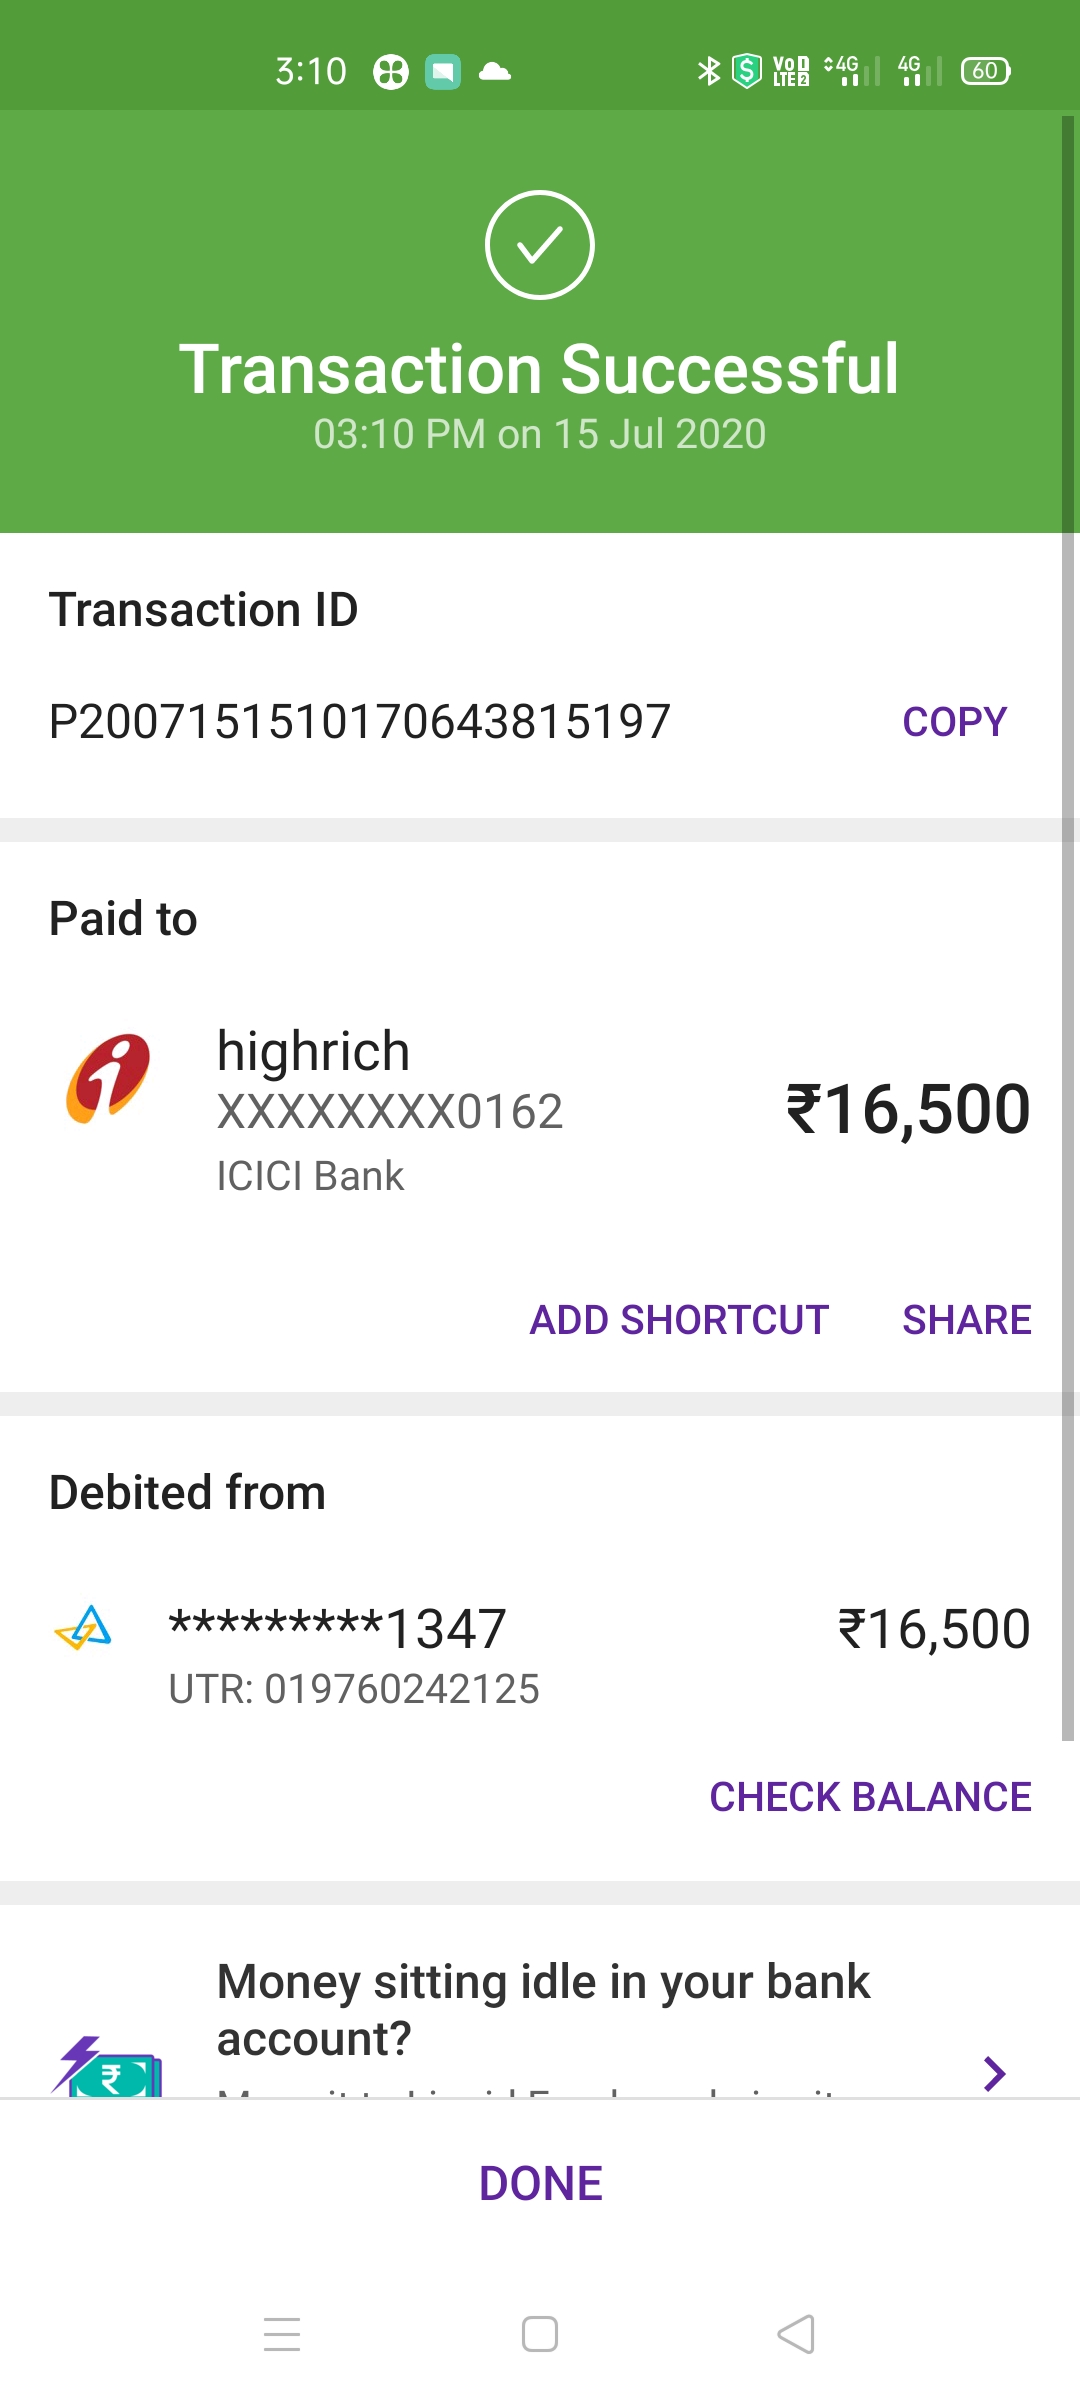 3:10
Vo 1
LTE 2
4G
4G
60
Transaction Successful
03:10 PM on 15 Jul 2020
Transaction ID
P2007151510170643815197
COPY
Paid to
highrich
XXXXXXXX0162
₹16,500
ICICI Bank
ADD SHORTCUT
SHARE
Debited from
*********1347
₹16,500
UTR: 019760242125
CHECK BALANCE
Money sitting idle in your bank
account?
DONE